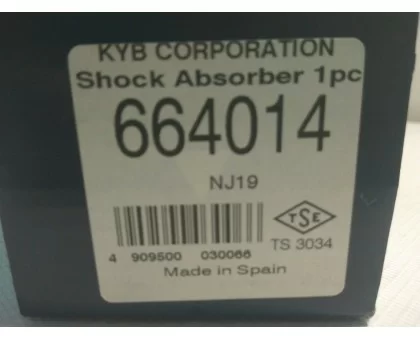 KYB CORPORATION
Shock Absorber 1pc
664014
NJ19
TSE
TS 3034
4 909500 030066
Made in Spain